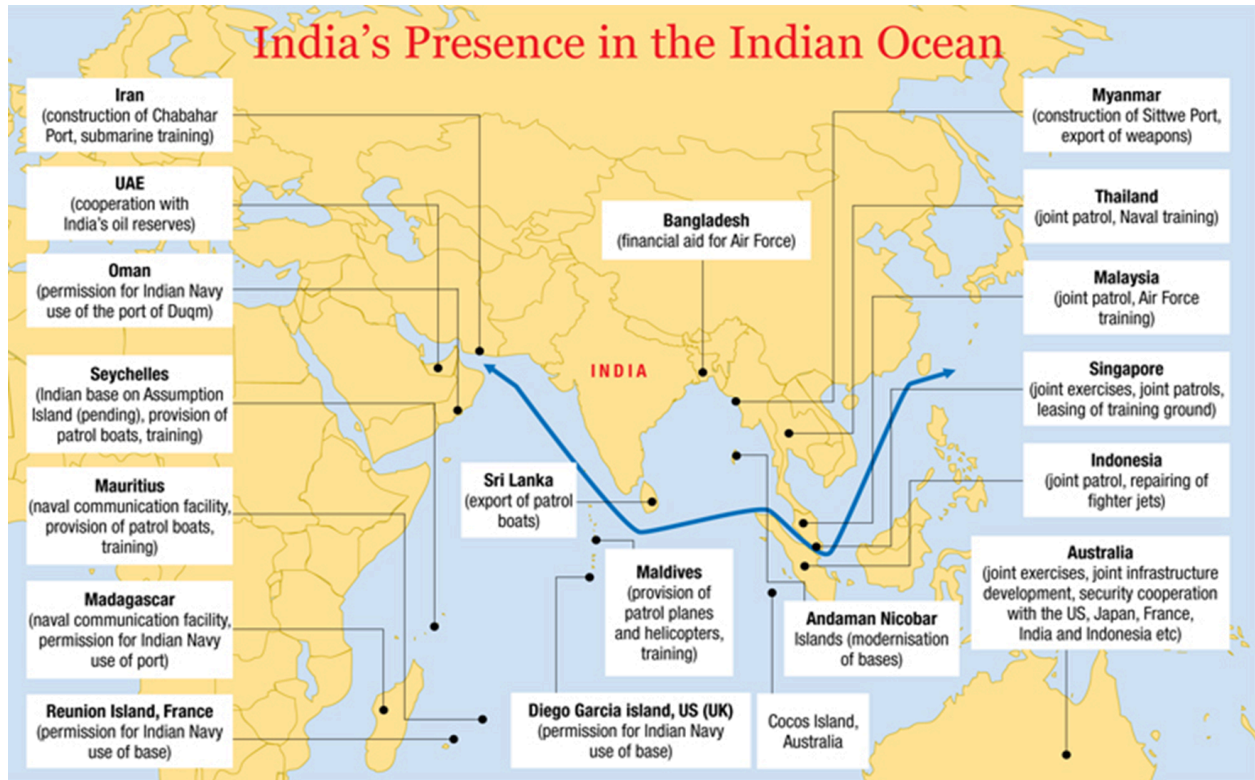 India's Presence in the Indian Ocean
Iran
(construction of Chabahar
Port, submarine training)
UAE
(cooperation with
India's oil reserves)
Oman
(permission for Indian Navy
use of the port of Duqm)
Seychelles
(Indian base on Assumption
Island (pending), provision of
patrol boats, training)
Mauritius
(naval communication facility,
provision of patrol boats,
training)
Madagascar
(naval communication facility,
permission for Indian Navy
use of port)
Reunion Island, France
(permission for Indian Navy
use of base)
Bangladesh
(financial aid for Air Force)
INDIA
Sri Lanka
(export of patrol
boats)
Maldives
(provision of
patrol planes
and helicopters,
training)
Diego Garcia island, US (UK)
(permission for Indian Navy
use of base)
Cocos Island,
Australia
Andaman Nicobar
Islands (modernisation
of bases)
Myanmar
(construction of Sittwe Port,
export of weapons)
Thailand
(joint patrol, Naval training)
Malaysia
(joint patrol, Air Force
training)
Singapore
(joint exercises, joint patrols,
leasing of training ground)
Indonesia
(joint patrol, repairing of
fighter jets)
Australia
(joint exercises, joint infrastructure
development, security cooperation
with the US, Japan, France,
India and Indonesia etc)